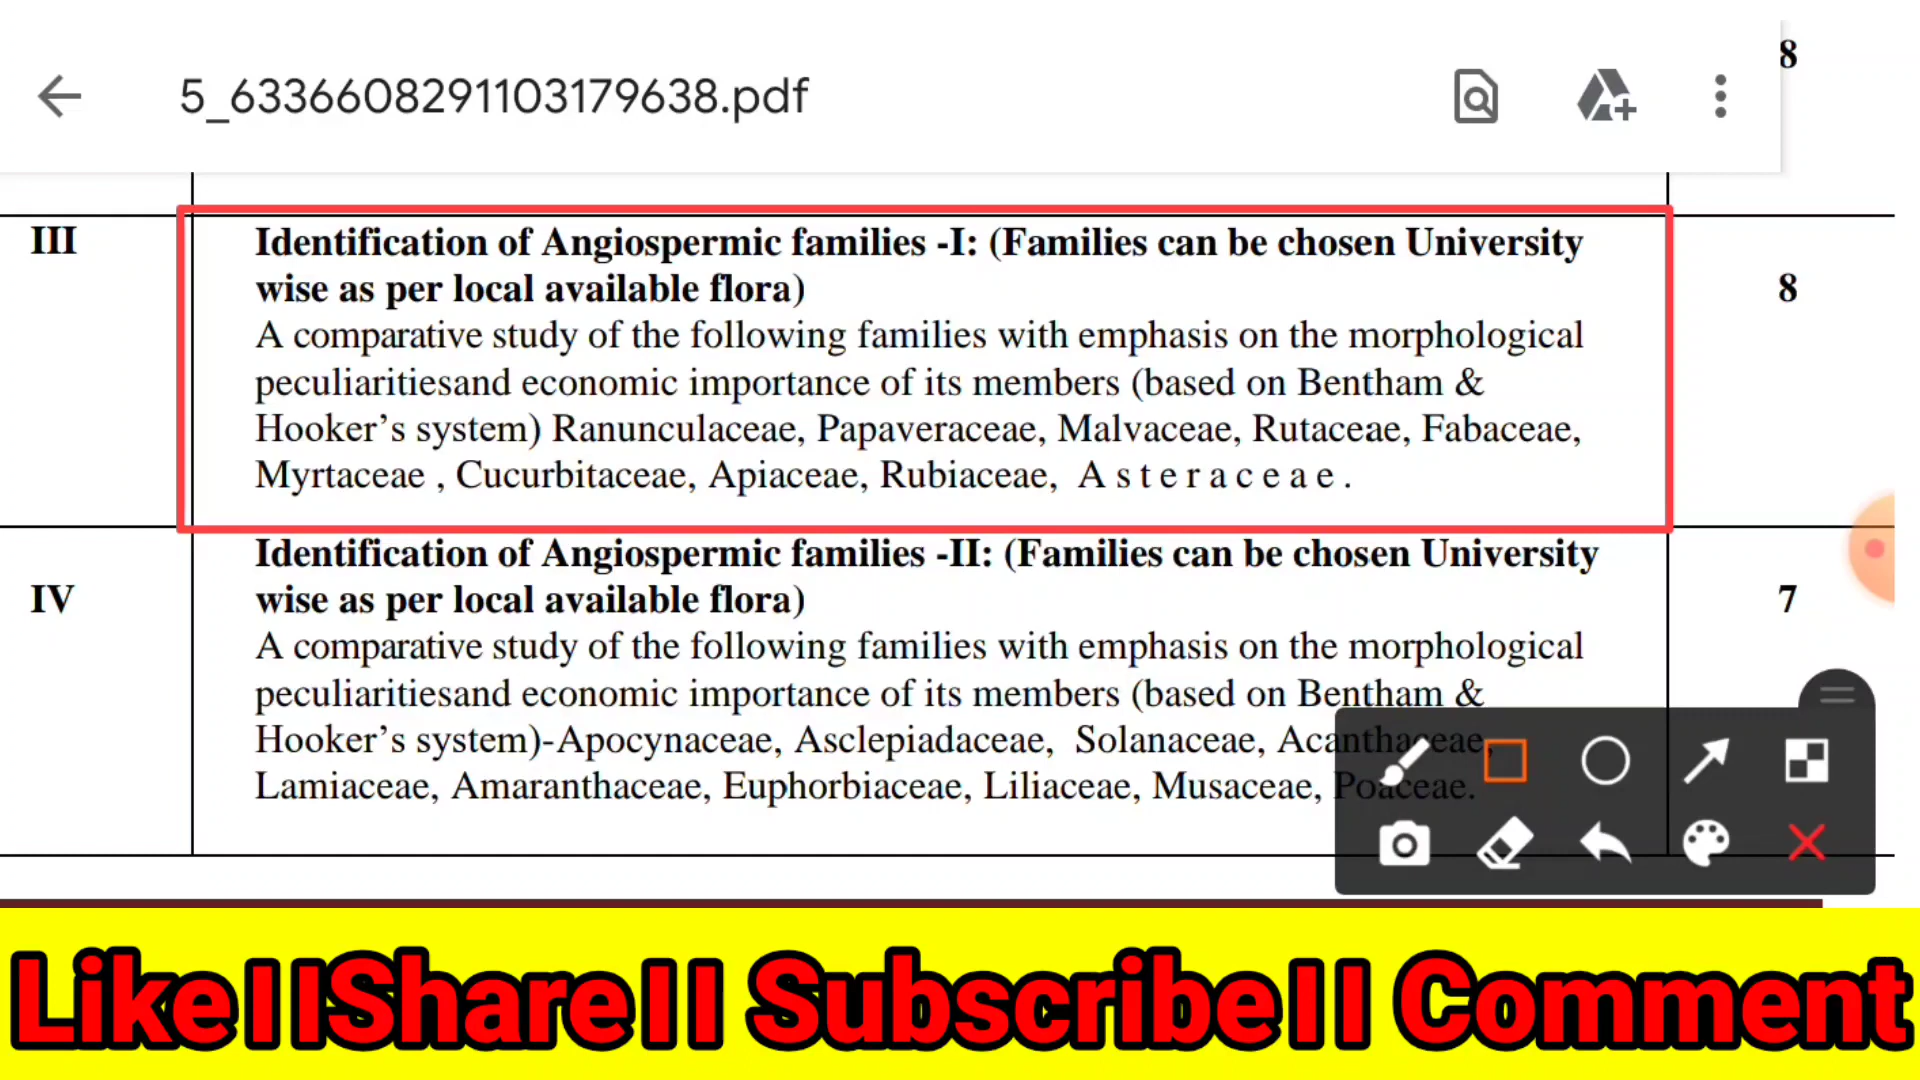 8
5_6336608291103179638.pdf
III
Identification of Angiospermic families -I: (Families can be chosen University
wise as per local available flora)
8
A comparative study of the following families with emphasis on the morphological
peculiaritiesand economic importance of its members (based on Bentham &
Hooker's system) Ranunculaceae, Papaveraceae, Malvaceae, Rutaceae, Fabaceae,
Myrtaceae , Cucurbitaceae, Apiaceae, Rubiaceae, A s t e r a c e a e .
IV
Identification of Angiospermic families -II: (Families can be chosen University
wise as per local available flora)
7
A comparative study of the following families with emphasis on the morphological
peculiaritiesand economic importance of its members (based on Bentham &
Hooker's system)-Apocynaceae, Asclepiadaceae, Solanaceae, Acanthaceae,
Lamiaceae, Amaranthaceae, Euphorbiaceae, Liliaceae, Musaceae, Poaceae.
Like||Share|| Subscribe|| Comment